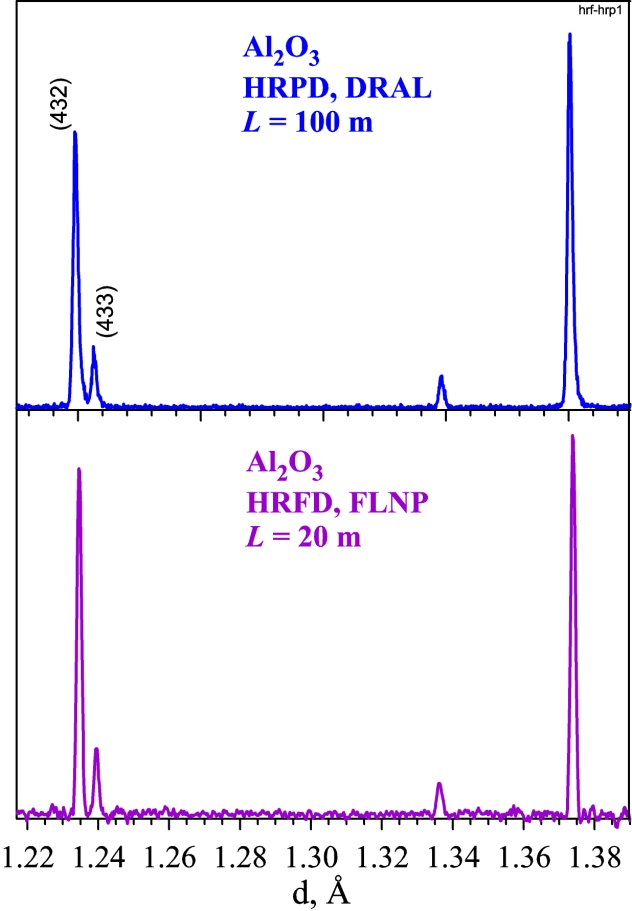 hrf-hrp1
Al₂O₃
HRPD, DRAL
L = 100 m
(432)
(433)
Al₂O₃
HRFD, FLNP
L = 20 m
1.22 1.24 1.26 1.28 1.30 1.32 1.34 1.36 1.38
d, Å